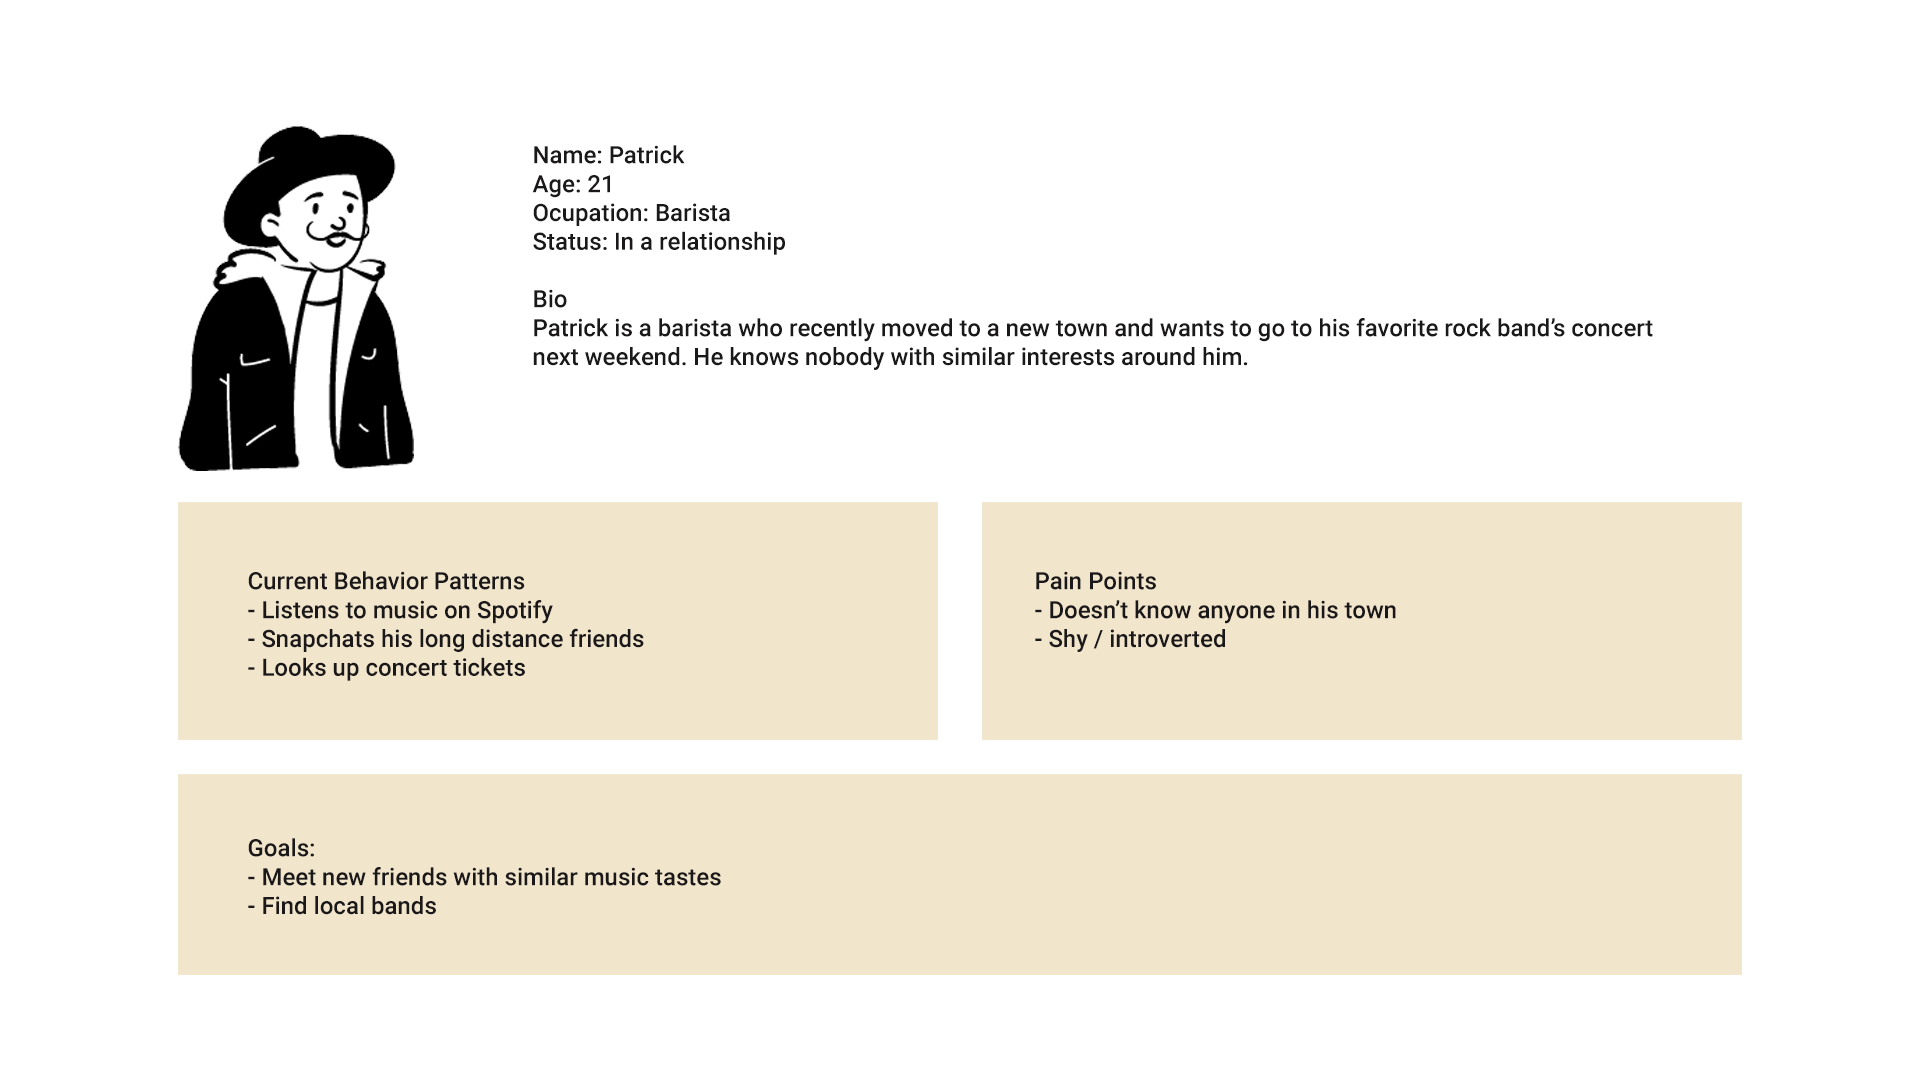 Name: Patrick
Age: 21
Ocupation: Barista
Status: In a relationship
Bio
Patrick is a barista who recently moved to a new town and wants to go to his favorite rock band’s concert
next weekend. He knows nobody with similar interests around him.
Current Behavior Patterns
- Listens to music on Spotify
- Snapchats his long distance friends
- Looks up concert tickets
Pain Points
- Doesn’t know anyone in his town
- Shy / introverted
Goals:
- Meet new friends with similar music tastes
- Find local bands